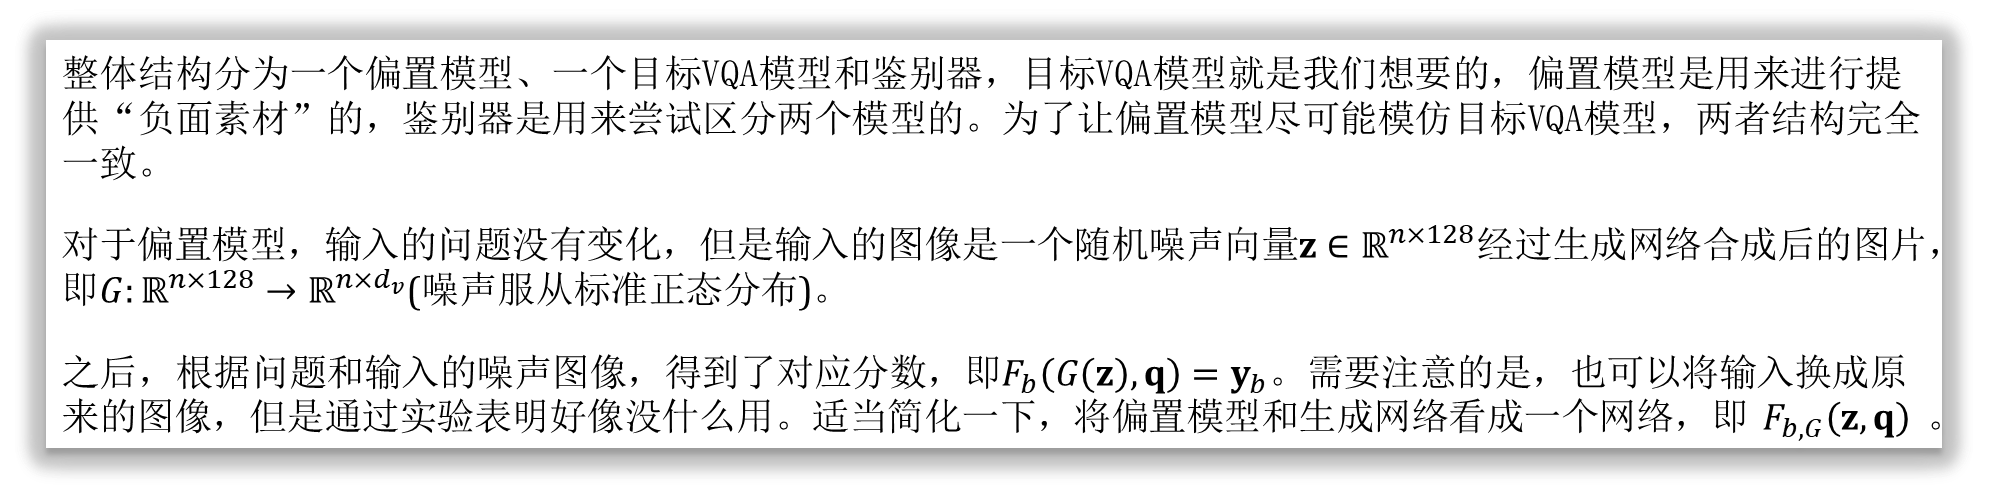 整体结构分为一个偏置模型、一个目标VQA模型和鉴别器，目标VQA模型就是我们想要的，偏置模型是用来进行提
供“负面素材”的，鉴别器是用来尝试区分两个模型的。为了让偏置模型尽可能模仿目标VQA模型，两者结构完全
一致。
对于偏置模型，输入的问题没有变化，但是输入的图像是一个随机噪声向量𝐳 ∈ ℝ^{n×128}经过生成网络合成后的图片，
即G: ℝ^{n×128} → ℝ^{n×d_v}(噪声服从标准正态分布)。
之后，根据问题和输入的噪声图像，得到了对应分数，即F_b(G(𝐳), 𝐪) = 𝐲_b。需要注意的是，也可以将输入换成原
来的图像，但是通过实验表明好像没什么用。适当简化一下，将偏置模型和生成网络看成一个网络，即 F_{b,G}(𝐳, 𝐪) 。